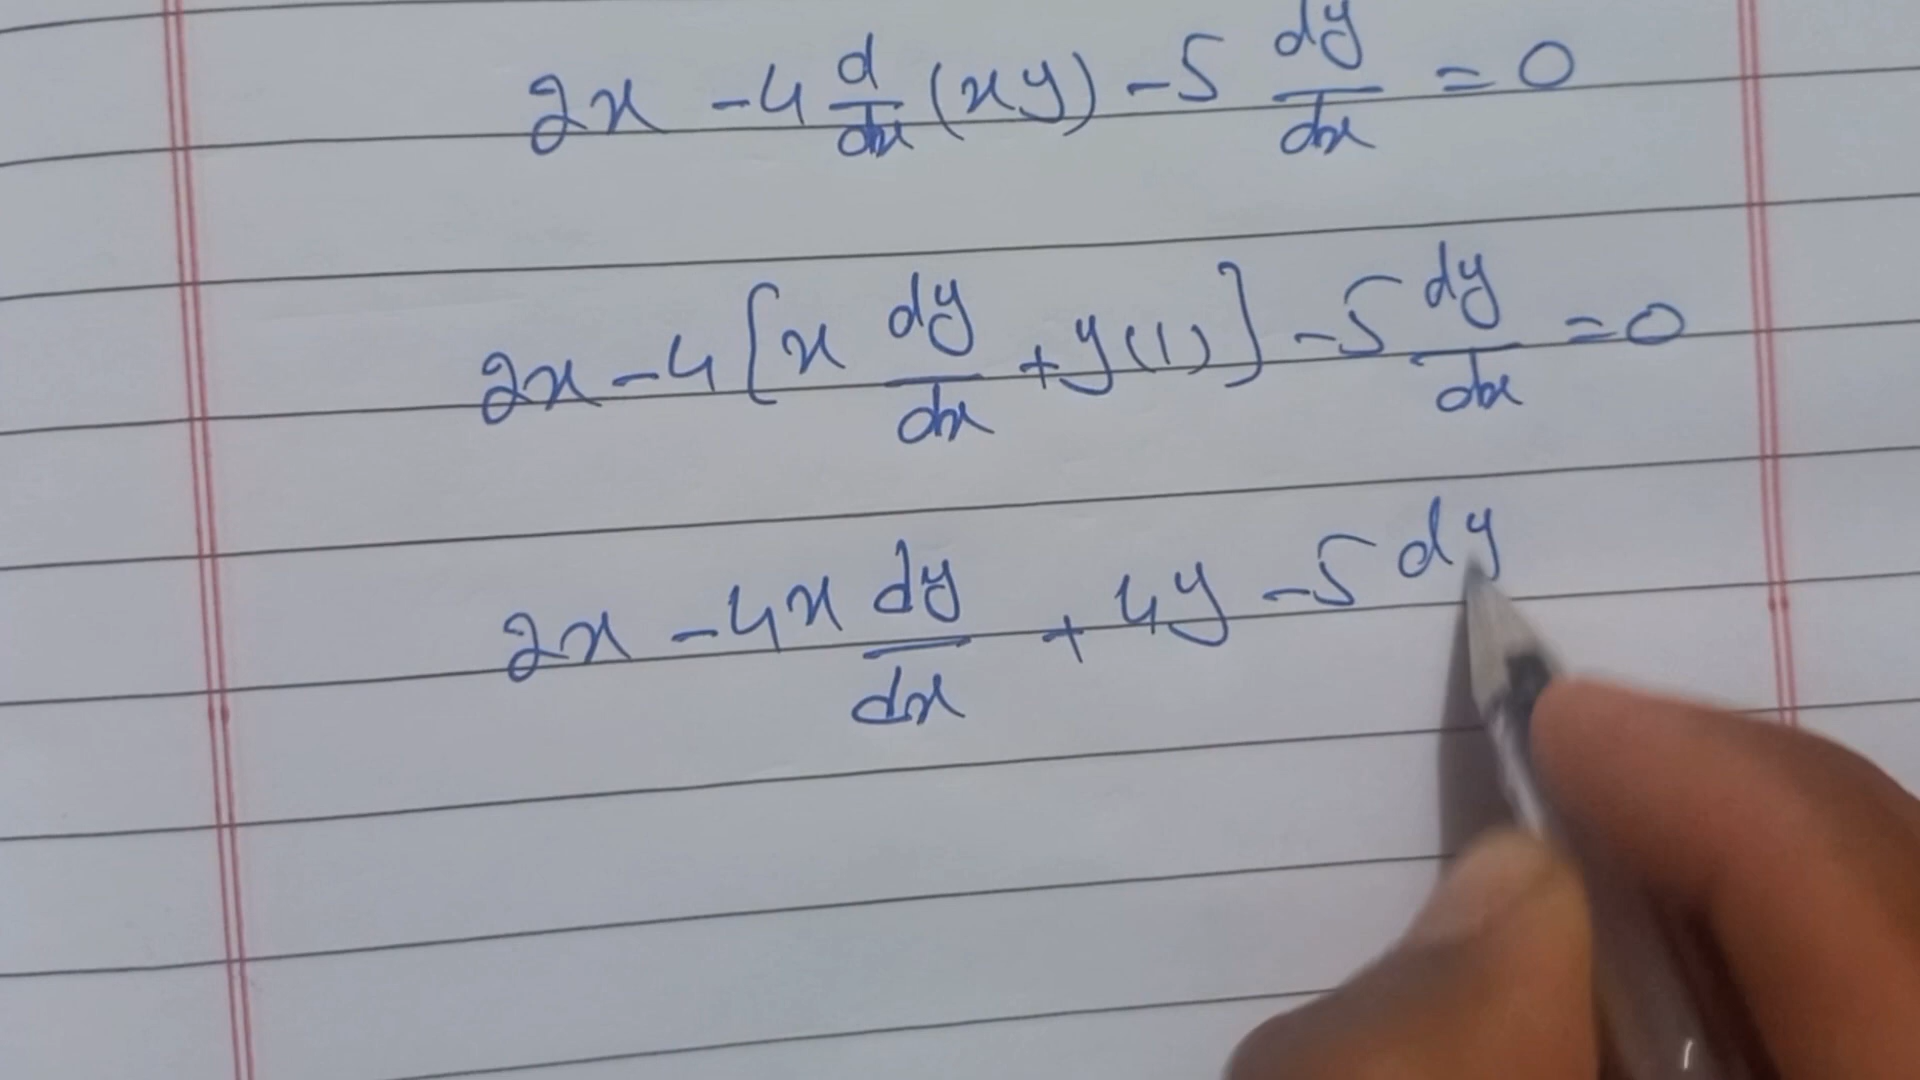 2x - 4 d/dx (xy) - 5 dy/dx = 0
2x - 4 [x dy/dx + y(1)] - 5 dy/dx = 0
2x - 4x dy/dx + 4y - 5 dy